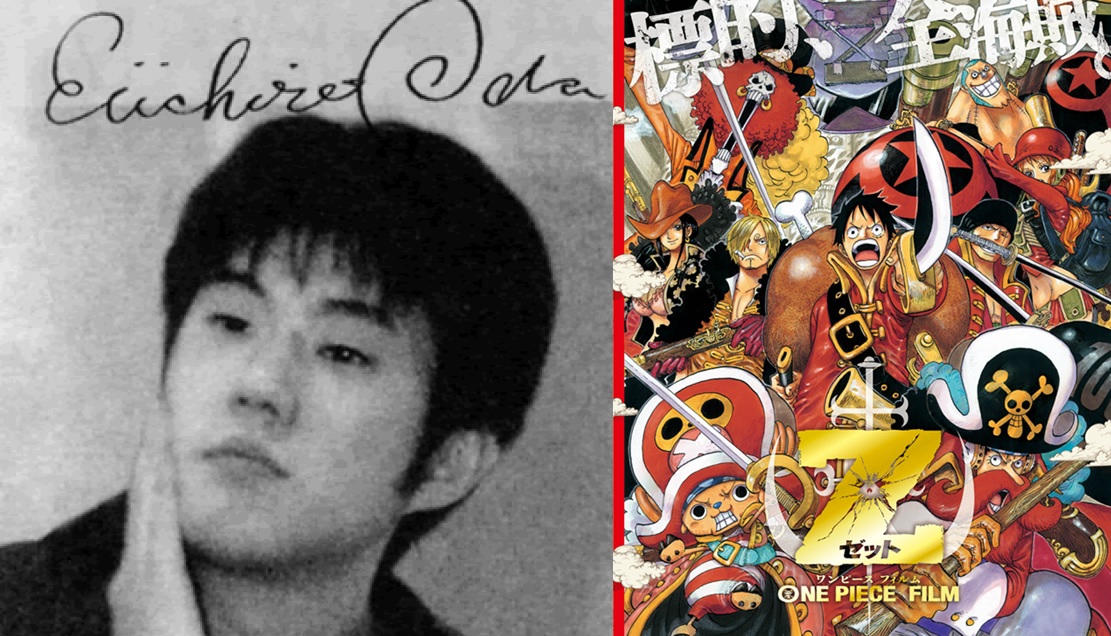 Eiichiro Oda
標的は、全海賊。
Z
ゼット
ワンピース フィルム
ONE PIECE FILM